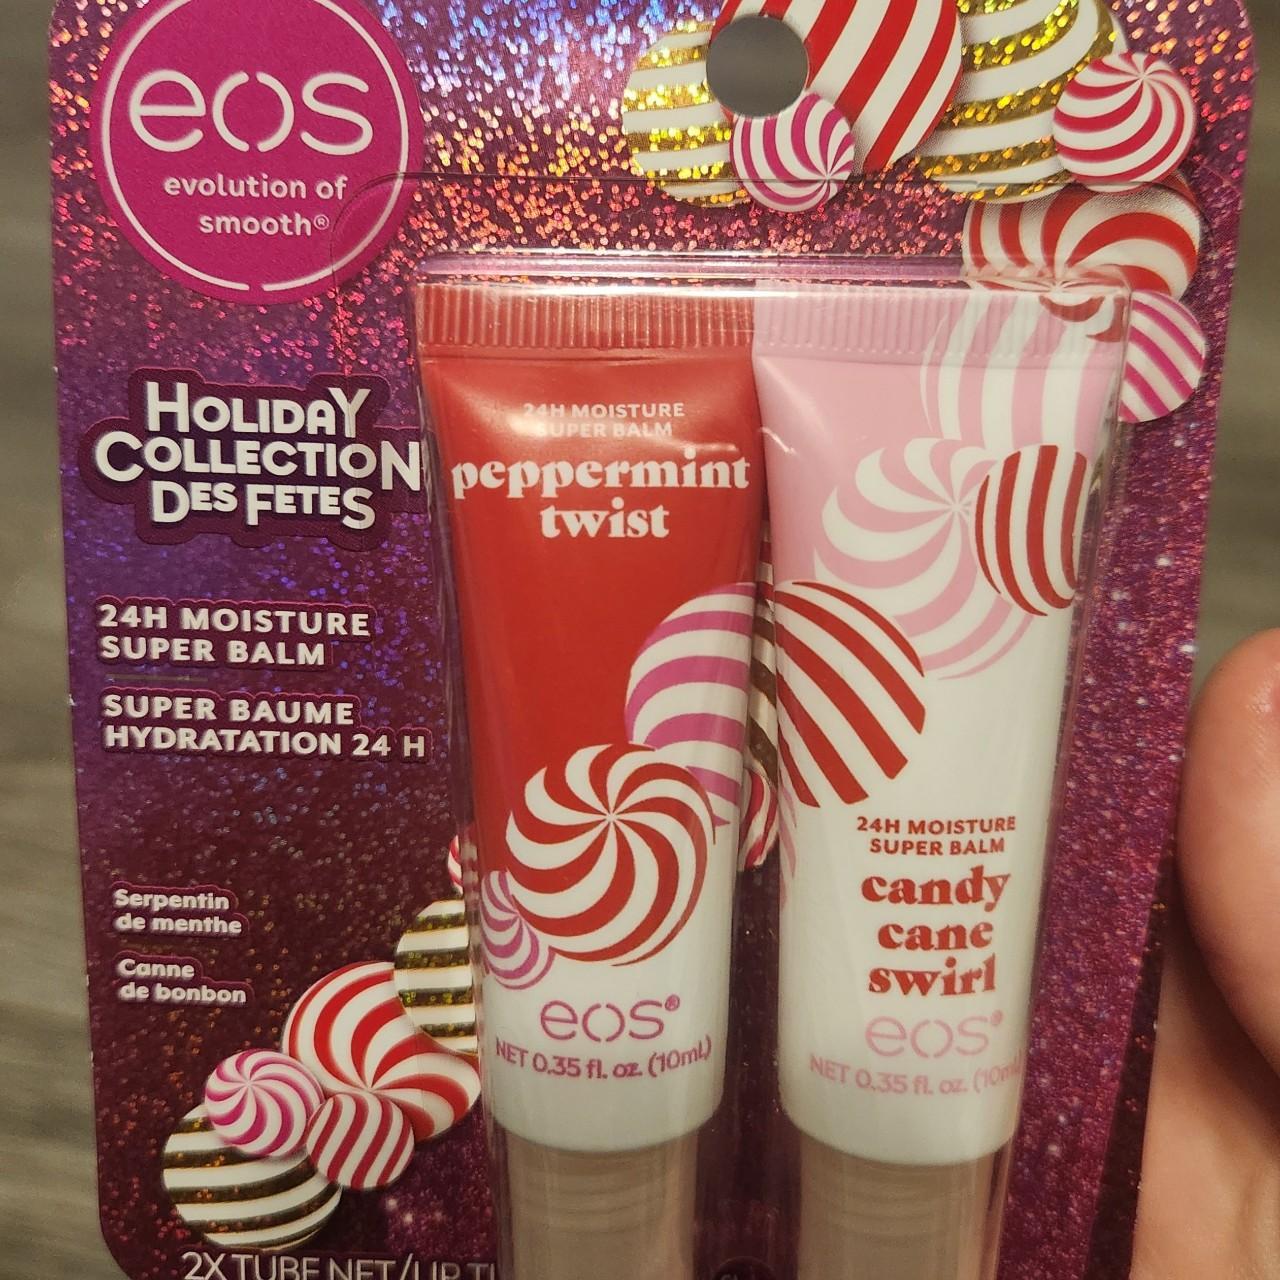 eos
evolution of
smooth®
HOLIDAY
COLLECTION
DES FETES
24H MOISTURE
SUPER BALM
SUPER BAUME
HYDRATATION 24 H
Serpentin
de menthe
Canne
de bonbon
24H MOISTURE
SUPER BALM
peppermint
twist
eos®
NET 0.35 fl. oz. (10mL)
24H MOISTURE
SUPER BALM
candy
cane
swirl
eos®
NET 0.35 fl. oz. (10mL
2X TUBE NET/LIP